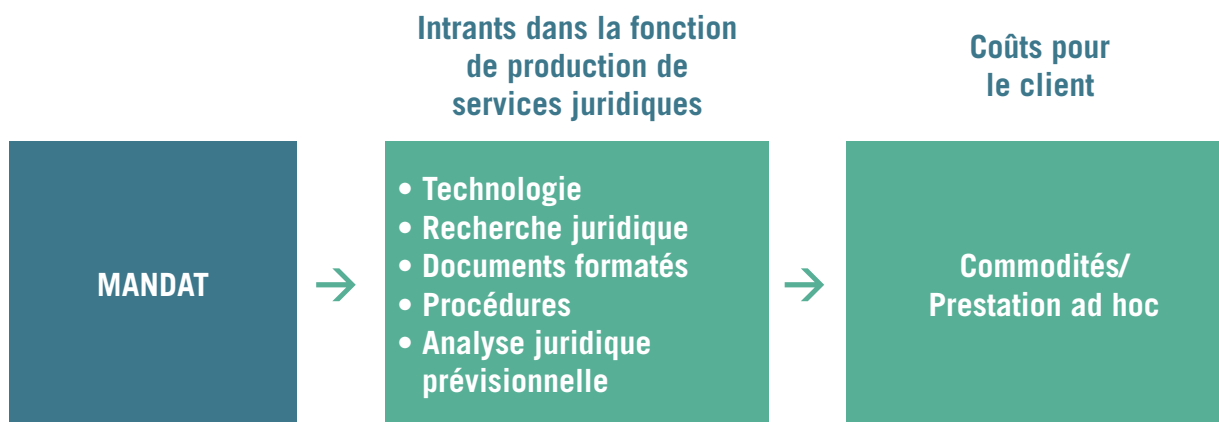 Intrants dans la fonction
de production de
services juridiques
Coûts pour
le client
MANDAT
→
• Technologie
• Recherche juridique
• Documents formatés
• Procédures
• Analyse juridique
prévisionnelle
→
Commodités/
Prestation ad hoc